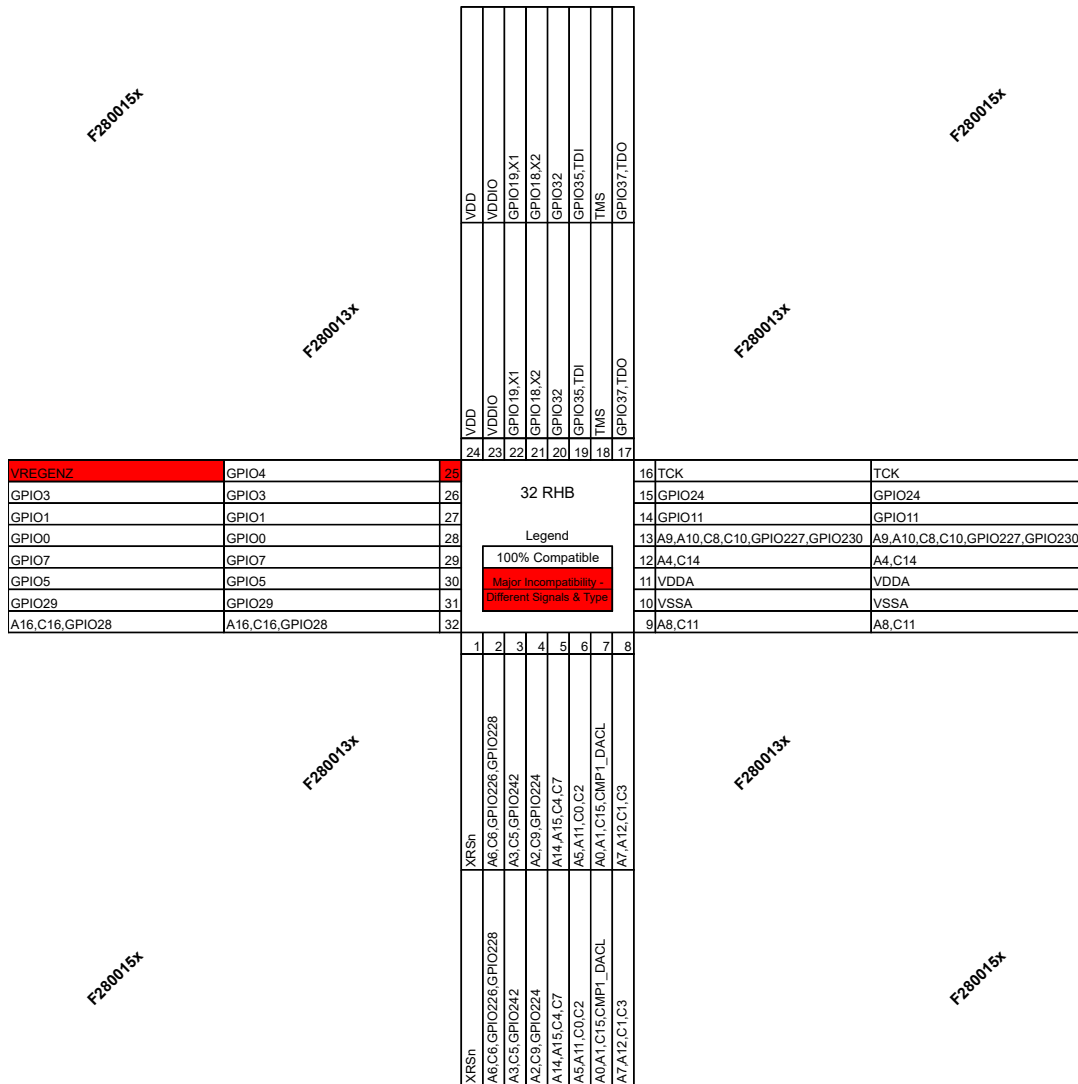 F280015x
F280015x
VDD
VDDIO
GPIO19,X1
GPIO18,X2
GPIO32
GPIO35,TDI
TMS
GPIO37,TDO
F280013x
F280013x
VDD
VDDIO
GPIO19,X1
GPIO18,X2
GPIO32
GPIO35,TDI
TMS
GPIO37,TDO
24 23 22 21 20 19 18 17
VREGENZ GPIO4 25
GPIO3 GPIO3 26
GPIO1 GPIO1 27
GPIO0 GPIO0 28
GPIO7 GPIO7 29
GPIO5 GPIO5 30
GPIO29 GPIO29 31
A16,C16,GPIO28 A16,C16,GPIO28 32
32 RHB
Legend
100% Compatible
Major Incompatibility -
Different Signals & Type
16 TCK TCK
15 GPIO24 GPIO24
14 GPIO11 GPIO11
13 A9,A10,C8,C10,GPIO227,GPIO230 A9,A10,C8,C10,GPIO227,GPIO230
12 A4,C14 A4,C14
11 VDDA VDDA
10 VSSA VSSA
9 A8,C11 A8,C11
1 2 3 4 5 6 7 8
XRSn
A6,C6,GPIO226,GPIO228
A3,C5,GPIO242
A2,C9,GPIO224
A14,A15,C4,C7
A5,A11,C0,C2
A0,A1,C15,CMP1_DACL
A7,A12,C1,C3
F280013x
F280013x
XRSn
A6,C6,GPIO226,GPIO228
A3,C5,GPIO242
A2,C9,GPIO224
A14,A15,C4,C7
A5,A11,C0,C2
A0,A1,C15,CMP1_DACL
A7,A12,C1,C3
F280015x
F280015x